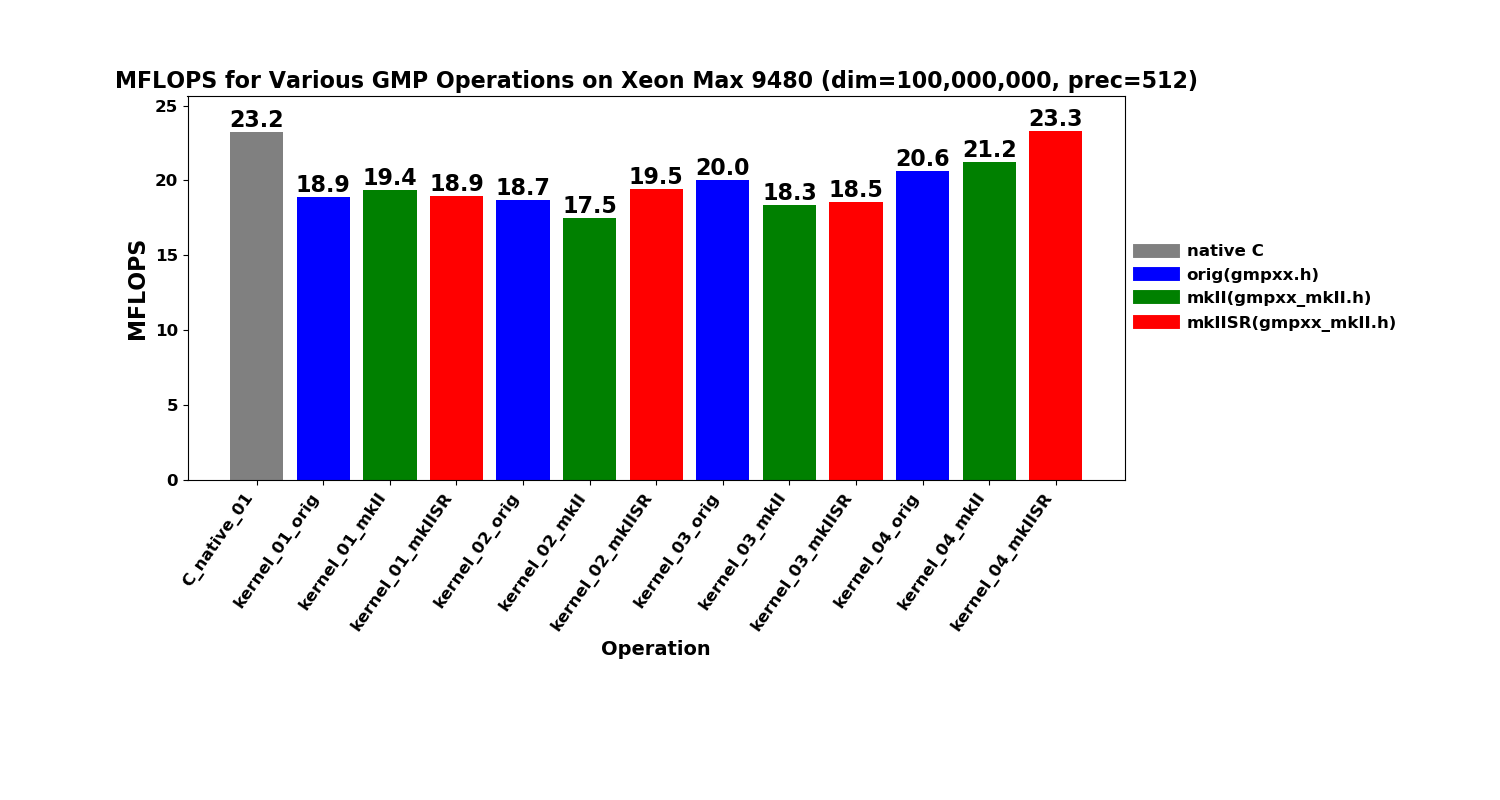 MFLOPS for Various GMP Operations on Xeon Max 9480 (dim=100,000,000, prec=512)
MFLOPS
25
20
15
10
5
0
23.2
18.9
19.4
18.9
18.7
17.5
19.5
20.0
18.3
18.5
20.6
21.2
23.3
C_native_01
kernel_01_orig
kernel_01_mkII
kernel_01_mkIISR
kernel_02_orig
kernel_02_mkII
kernel_02_mkIISR
kernel_03_orig
kernel_03_mkII
kernel_03_mkIISR
kernel_04_orig
kernel_04_mkII
kernel_04_mkIISR
Operation
native C
orig(gmpxx.h)
mkII(gmpxx_mkII.h)
mkIISR(gmpxx_mkII.h)